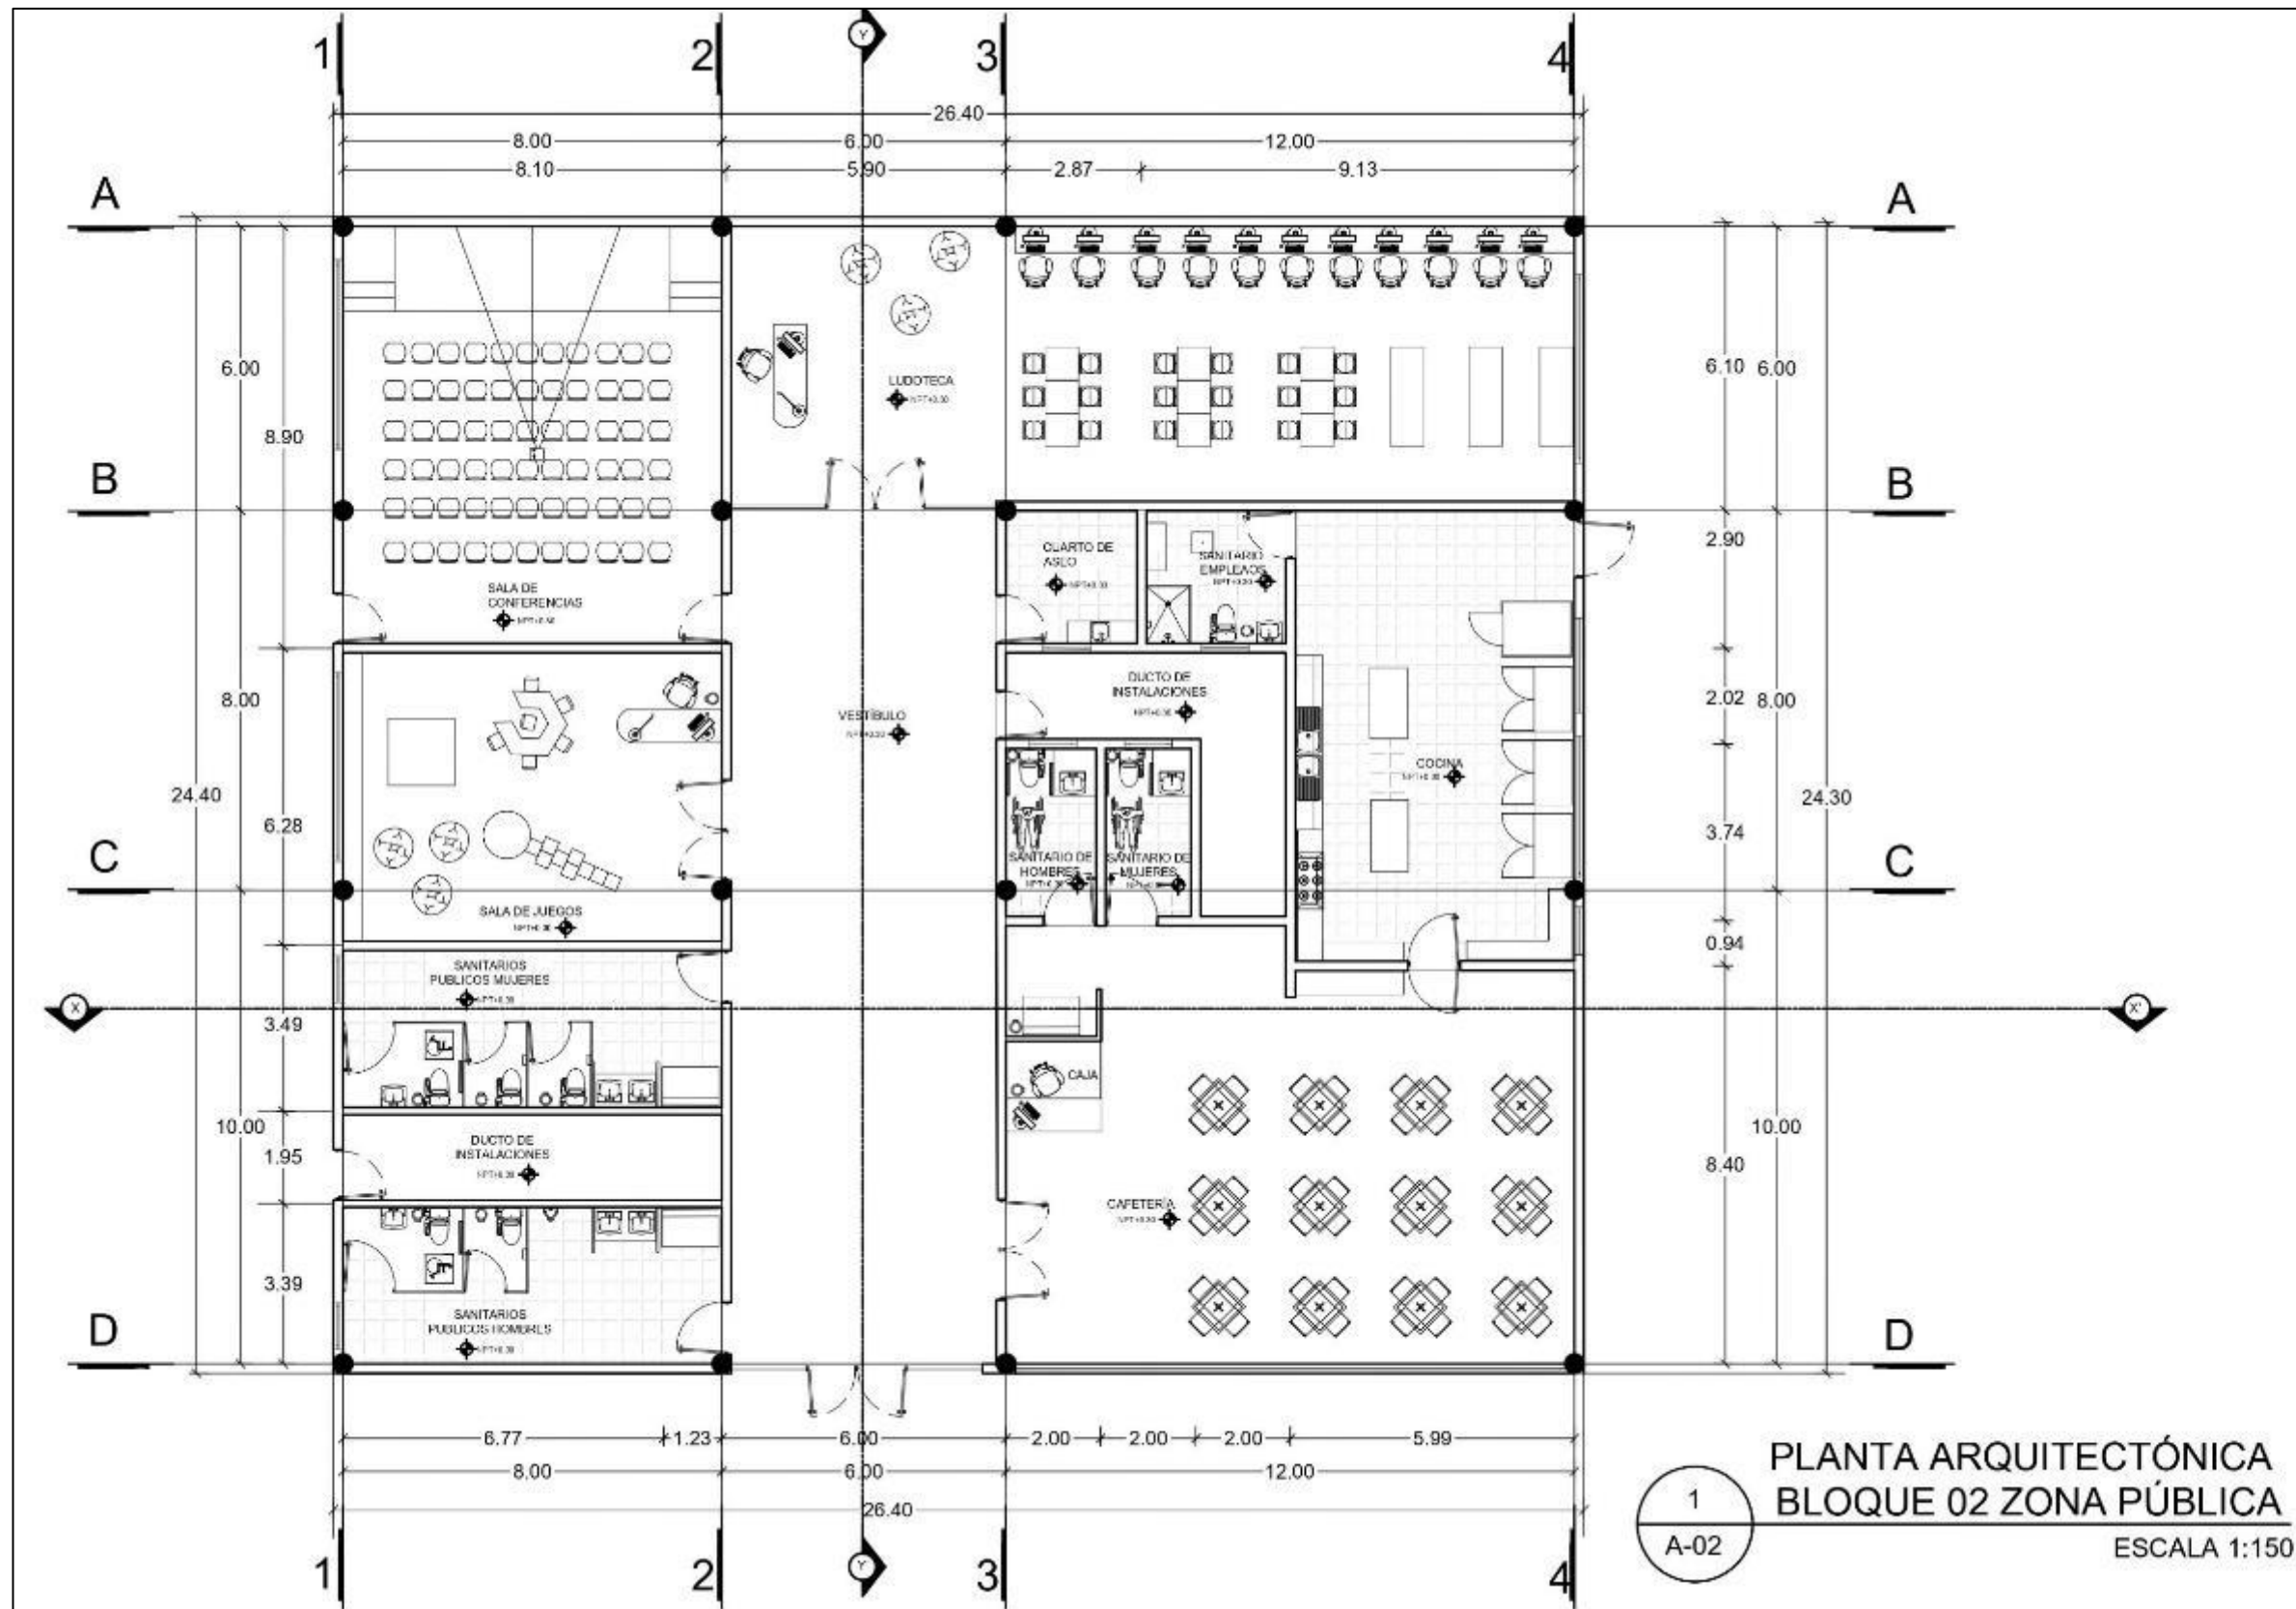 1
2
Y
3
4
26.40
8.00
6.00
12.00
8.10
5.90
2.87
9.13
A
A
6.00
6.10
6.00
LUDOTECA
8.90
B
B
2.90
CUARTO DE
ASEO
SANITARIO
EMPLEAOS
SALA DE
CONFERENCIAS
8.00
DUCTO DE
INSTALACIONES
2.02
8.00
VESTÍBULO
COCINA
24.40
24.30
6.28
3.74
C
C
SANITARIO DE
HOMBRES
SANITARIO DE
MUJERES
SALA DE JUEGOS
0.94
SANITARIOS
PUBLICOS MUJERES
X
X'
3.49
CAJA
10.00
10.00
DUCTO DE
INSTALACIONES
1.95
8.40
CAFETERÍA
3.39
SANITARIOS
PUBLICOS HOMBRES
D
D
6.77
1.23
6.00
2.00
2.00
2.00
5.99
8.00
6.00
12.00
26.40
1
2
Y'
3
4
1
A-02
PLANTA ARQUITECTÓNICA
BLOQUE 02 ZONA PÚBLICA
ESCALA 1:150